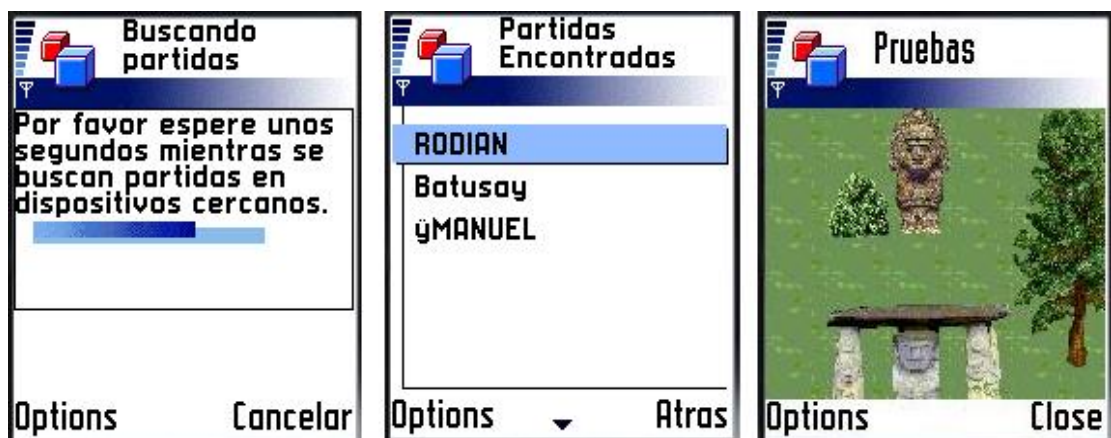 Buscando
partidas
Por favor espere unos
segundos mientras se
buscan partidas en
dispositivos cercanos.
Options Cancelar
Partidas
Encontradas
RODIAN
Batusay
ÿMANUEL
Options Atras
Pruebas
Options Close